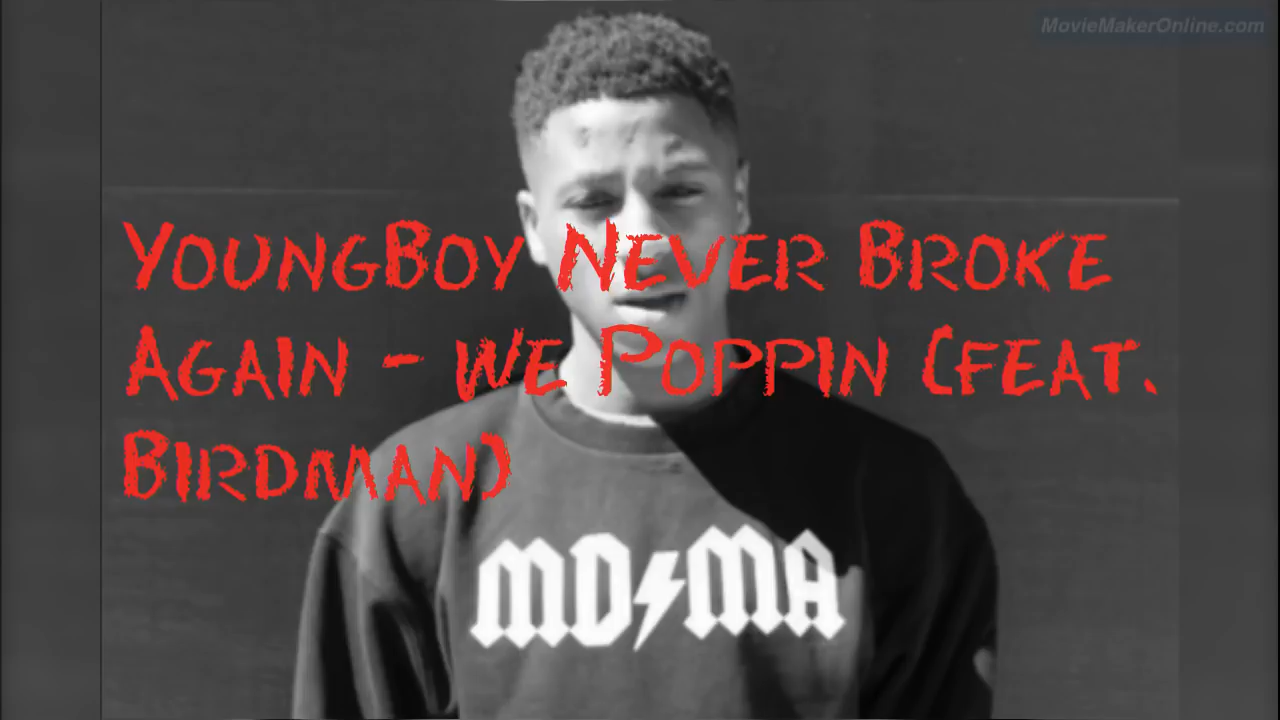 MovieMakerOnline.com
YoungBoy Never Broke
Again - We Poppin (feat.
Birdman)
MD⚡MA